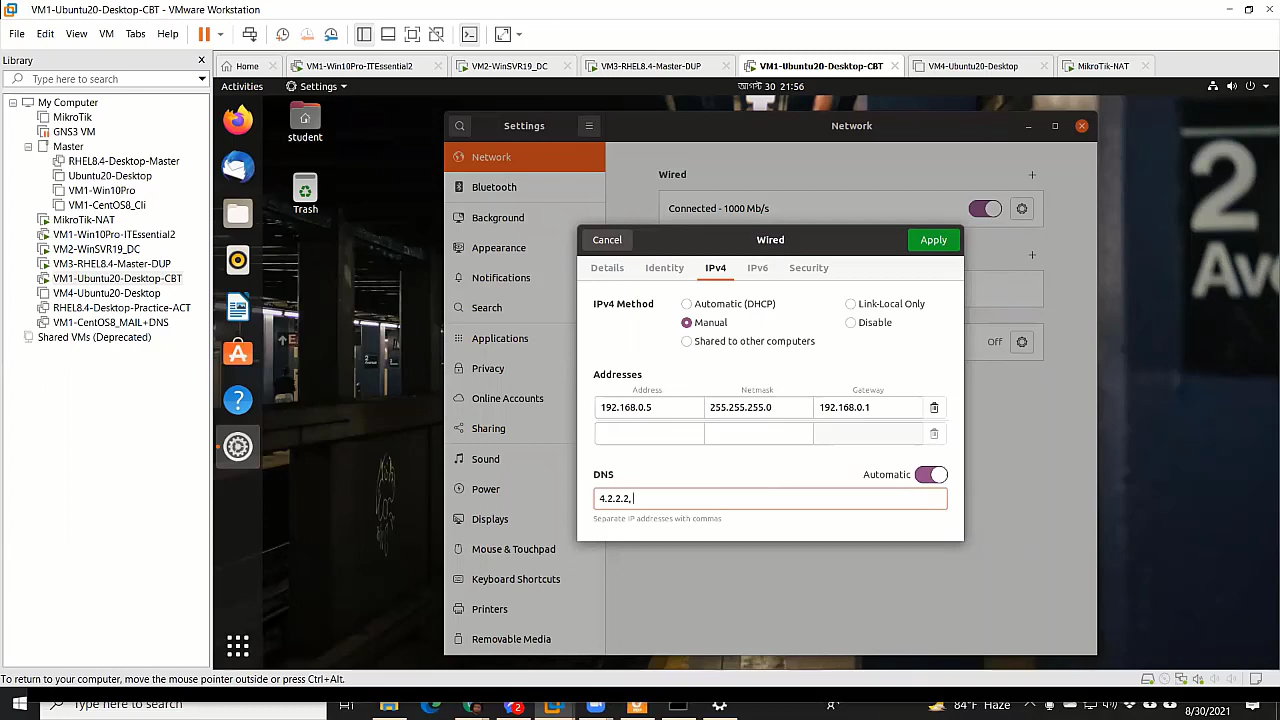 VM1-Ubuntu20-Desktop-CBT - VMware Workstation
File Edit View VM Tabs Help
Library
Type here to search
My Computer
MikroTik
GNS3 VM
Master
RHEL8.4-Desktop-Master
Ubuntu20-Desktop
VM1-Win10Pro
VM1-CentOS8_Cli
MikroTik-NAT
VM1-Win10Pro-ITEssential2
VM2-WinSVR19_DC
VM3-RHEL8.4-Master-DUP
VM1-Ubuntu20-Desktop-CBT
VM4-Ubuntu20-Desktop
RHEL8.4-Desktop-Practice-ACT
VM1-CentOS8_MAIL+DNS
Shared VMs (Deprecated)
Home VM1-Win10Pro-ITEssential2 VM2-WinSVR19_DC VM3-RHEL8.4-Master-DUP VM1-Ubuntu20-Desktop-CBT VM4-Ubuntu20-Desktop MikroTik-NAT
Activities Settings আগস্ট 30 21:56
student
Trash
Settings
Network
Network
Bluetooth
Background
Appearance
Notifications
Search
Applications
Privacy
Online Accounts
Sharing
Sound
Power
Displays
Mouse & Touchpad
Keyboard Shortcuts
Printers
Removable Media
Wired
Connected - 1000 Mb/s
Off
Cancel Wired Apply
Details Identity IPv4 IPv6 Security
IPv4 Method Automatic (DHCP) Link-Local Only
Manual Disable
Shared to other computers
Addresses
Address Netmask Gateway
192.168.0.5 255.255.255.0 192.168.0.1
DNS Automatic
4.2.2.2,
Separate IP addresses with commas
2
A
To return to your computer, move the mouse pointer outside or press Ctrl+Alt.
Type here to search
2
84°F Haze
8/30/2021